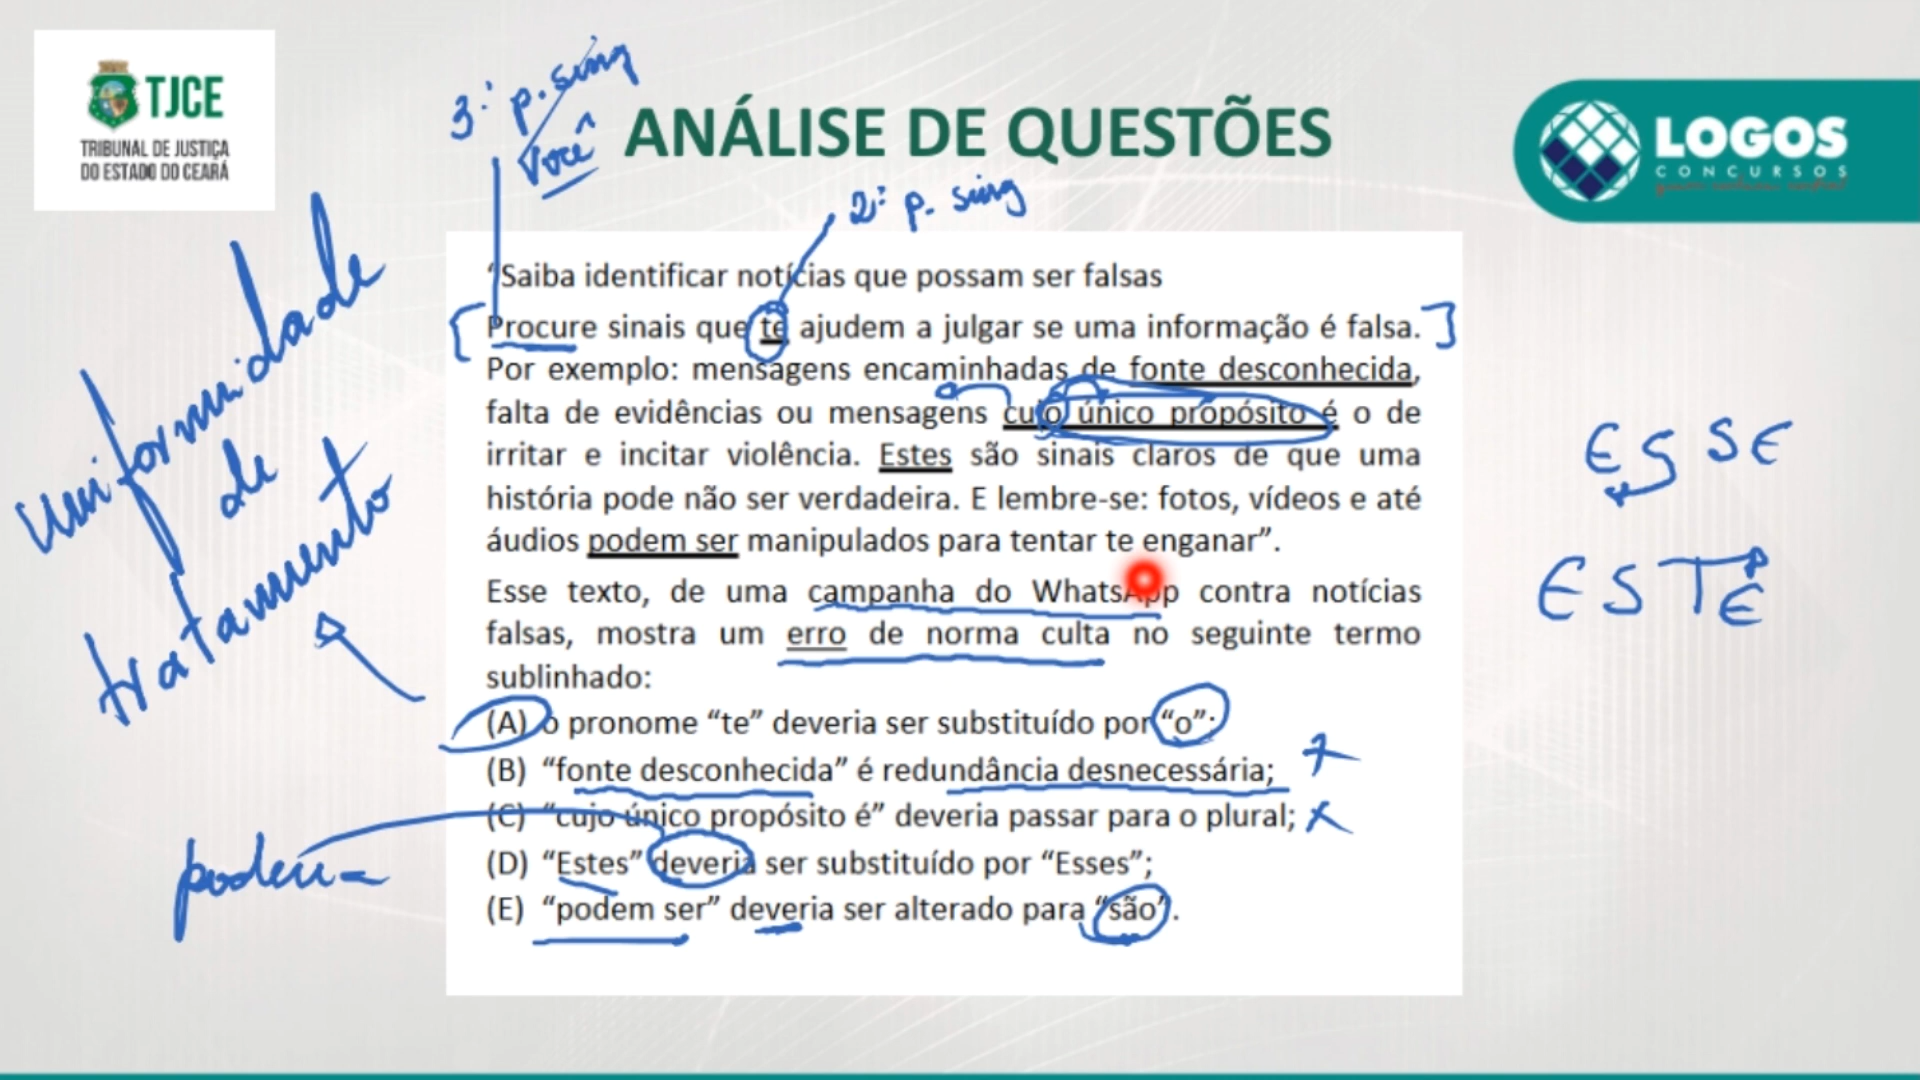 TJCE
TRIBUNAL DE JUSTIÇA
DO ESTADO DO CEARÁ
3ª p. sing
você
ANÁLISE DE QUESTÕES
LOGOS
CONCURSOS
2ª p. sing
uniformidade
de
tratamento
"Saiba identificar notícias que possam ser falsas
Procure sinais que te ajudem a julgar se uma informação é falsa.
Por exemplo: mensagens encaminhadas de fonte desconhecida,
falta de evidências ou mensagens cujo único propósito é o de
irritar e incitar violência. Estes são sinais claros de que uma
história pode não ser verdadeira. E lembre-se: fotos, vídeos e até
áudios podem ser manipulados para tentar te enganar”.
ESSE
ESTE
Esse texto, de uma campanha do WhatsApp contra notícias
falsas, mostra um erro de norma culta no seguinte termo
sublinhado:
(A) o pronome “te” deveria ser substituído por “o”;
(B) “fonte desconhecida” é redundância desnecessária;
(C) “cujo único propósito é” deveria passar para o plural;
(D) “Estes” deveria ser substituído por “Esses”;
(E) “podem ser” deveria ser alterado para “são”.